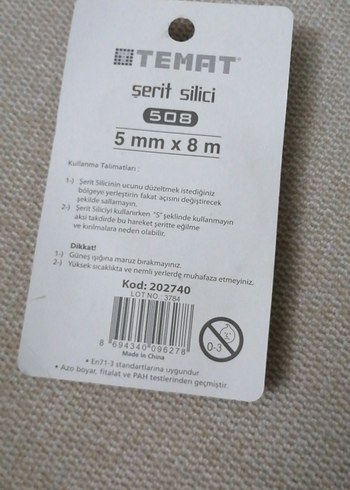 TEMAT
şerit silici
508
5 mm x 8 m
Kullanma Talimatları :
1-) Şerit Silicinin ucunu düzeltmek istediğiniz
bölgeye yerleştirin fakat açısını değiştirecek
şekilde sallamayın.
2-) Şerit Siliciyi kullanırken "S" şeklinde kullanmayın
aksi takdirde bu hareket şeritte eğilme
ve kırılmalara neden olabilir.
Dikkat!
1-) Güneş ışığına maruz bırakmayınız.
2-) Yüksek sıcaklıkta ve nemli yerlerde muhafaza etmeyiniz.
Kod: 202740
LOT NO : 3784
8 694340 096278
Made in China
0-3
• En71-3 standartlarına uygundur
• Azo boyar, fitalat ve PAH testlerinden geçmiştir.